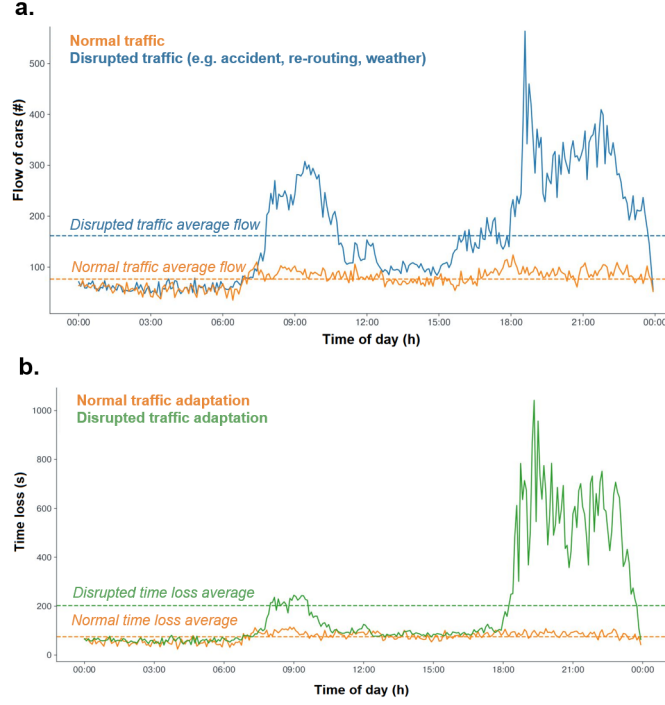 a.
Normal traffic
Disrupted traffic (e.g. accident, re-routing, weather)
Flow of cars (#)
500
400
300
200
100
Disrupted traffic average flow
Normal traffic average flow
00:00 03:00 06:00 09:00 12:00 15:00 18:00 21:00 00:00
Time of day (h)
b.
Normal traffic adaptation
Disrupted traffic adaptation
Time loss (s)
1000
800
600
400
200
0
Disrupted time loss average
Normal time loss average
00:00 03:00 06:00 09:00 12:00 15:00 18:00 21:00 00:00
Time of day (h)